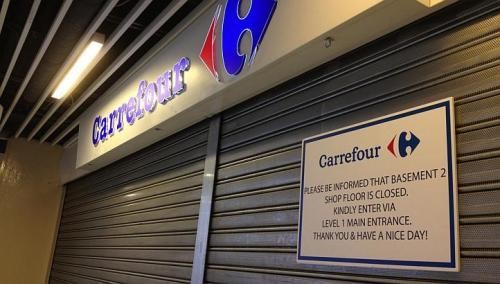 Carrefour
Carrefour
PLEASE BE INFORMED THAT BASEMENT 2
SHOP FLOOR IS CLOSED.
KINDLY ENTER VIA
LEVEL 1 MAIN ENTRANCE.
THANK YOU & HAVE A NICE DAY!